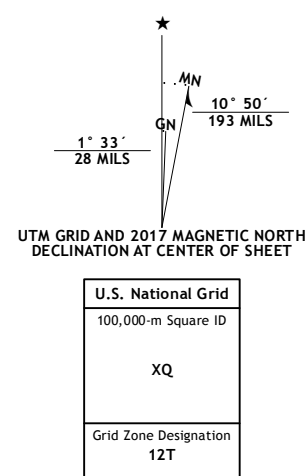 ★
MN
10° 50´
193 MILS
GN
1° 33´
28 MILS
UTM GRID AND 2017 MAGNETIC NORTH
DECLINATION AT CENTER OF SHEET
U.S. National Grid
100,000-m Square ID
XQ
Grid Zone Designation
12T